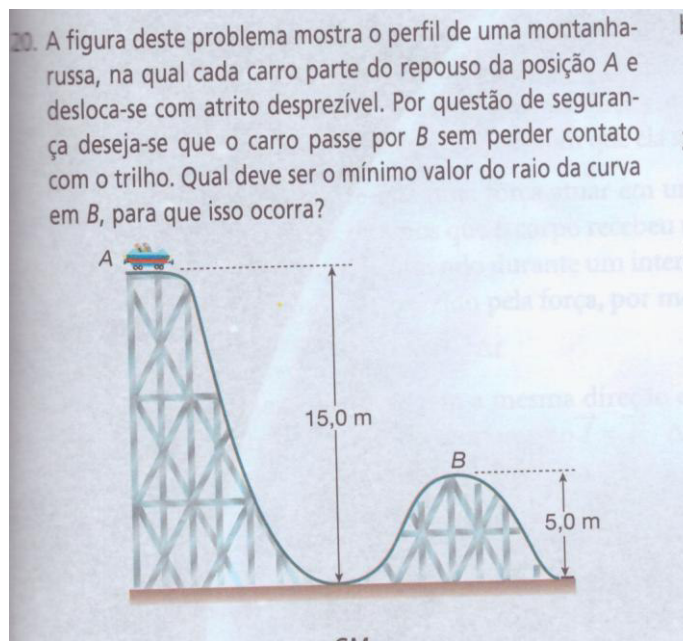 20. A figura deste problema mostra o perfil de uma montanha-
russa, na qual cada carro parte do repouso da posição A e
desloca-se com atrito desprezível. Por questão de seguran-
ça deseja-se que o carro passe por B sem perder contato
com o trilho. Qual deve ser o mínimo valor do raio da curva
em B, para que isso ocorra?
A
15,0 m
B
5,0 m